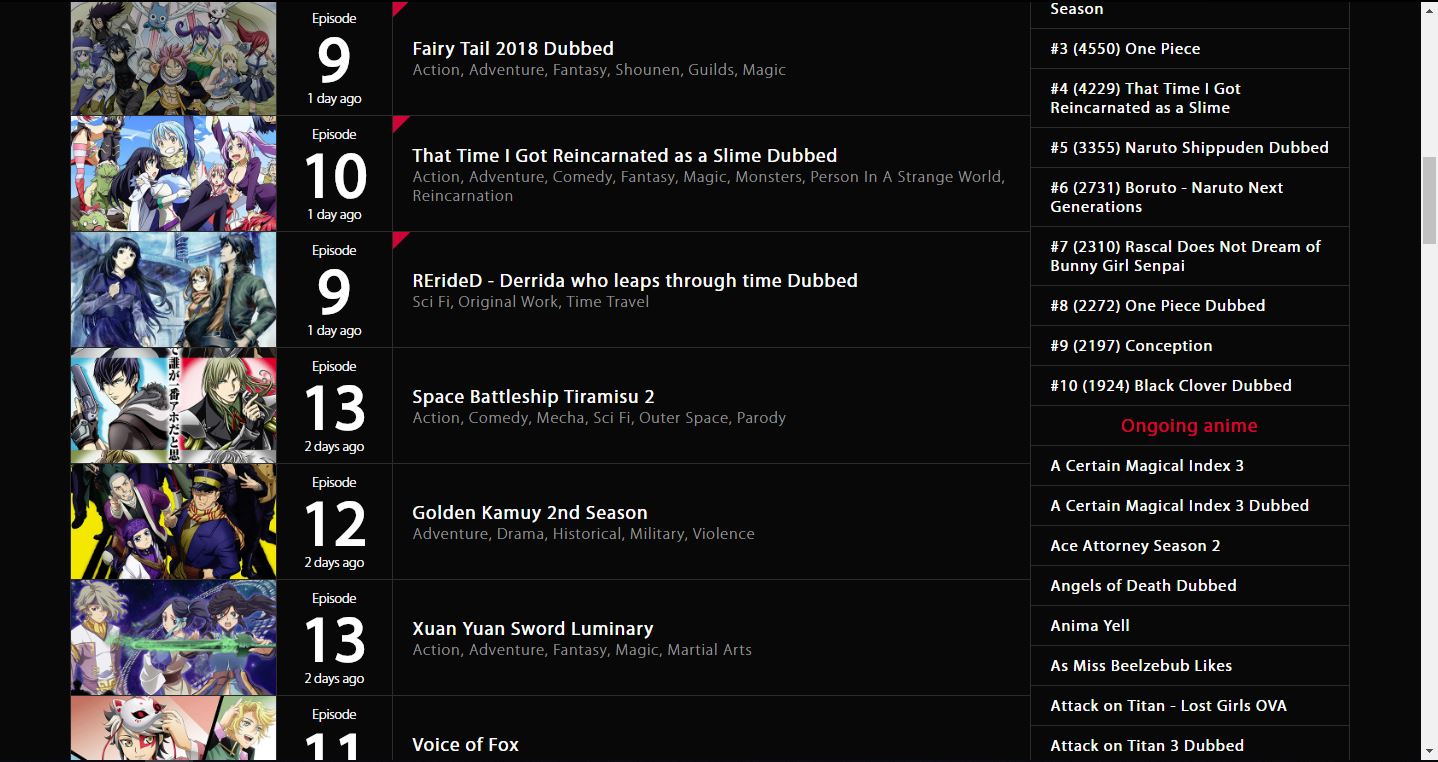 Episode
9
1 day ago
Fairy Tail 2018 Dubbed
Action, Adventure, Fantasy, Shounen, Guilds, Magic
Episode
10
1 day ago
That Time I Got Reincarnated as a Slime Dubbed
Action, Adventure, Comedy, Fantasy, Magic, Monsters, Person In A Strange World,
Reincarnation
Episode
9
1 day ago
RErideD - Derrida who leaps through time Dubbed
Sci Fi, Original Work, Time Travel
で誰が一番アホだと思
Episode
13
2 days ago
Space Battleship Tiramisu 2
Action, Comedy, Mecha, Sci Fi, Outer Space, Parody
Episode
12
2 days ago
Golden Kamuy 2nd Season
Adventure, Drama, Historical, Military, Violence
Episode
13
2 days ago
Xuan Yuan Sword Luminary
Action, Adventure, Fantasy, Magic, Martial Arts
Episode
11
Voice of Fox
Season
#3 (4550) One Piece
#4 (4229) That Time I Got
Reincarnated as a Slime
#5 (3355) Naruto Shippuden Dubbed
#6 (2731) Boruto - Naruto Next
Generations
#7 (2310) Rascal Does Not Dream of
Bunny Girl Senpai
#8 (2272) One Piece Dubbed
#9 (2197) Conception
#10 (1924) Black Clover Dubbed
Ongoing anime
A Certain Magical Index 3
A Certain Magical Index 3 Dubbed
Ace Attorney Season 2
Angels of Death Dubbed
Anima Yell
As Miss Beelzebub Likes
Attack on Titan - Lost Girls OVA
Attack on Titan 3 Dubbed